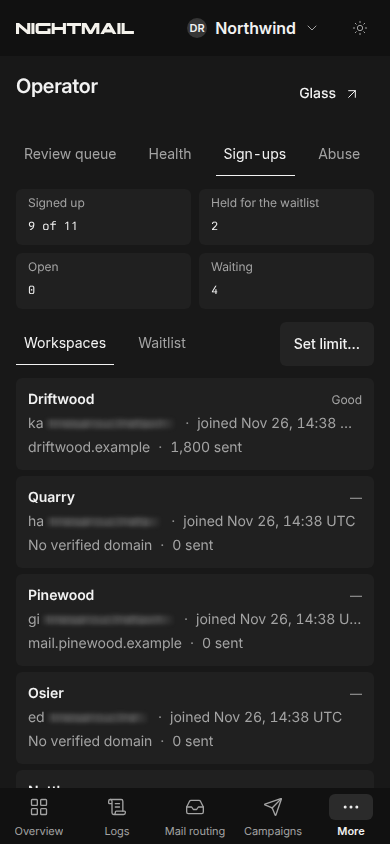 NIGHTMAIL
DR Northwind
Operator
Glass
Review queue Health Sign-ups Abuse
Signed up
9 of 11
Held for the waitlist
2
Open
0
Waiting
4
Workspaces Waitlist Set limit...
Driftwood Good
ka · joined Nov 26, 14:38 ...
driftwood.example · 1,800 sent
Quarry —
ha · joined Nov 26, 14:38 UTC
No verified domain · 0 sent
Pinewood —
gi · joined Nov 26, 14:38 U...
mail.pinewood.example · 0 sent
Osier —
ed · joined Nov 26, 14:38 UTC
No verified domain · 0 sent
Overview Logs Mail routing Campaigns More